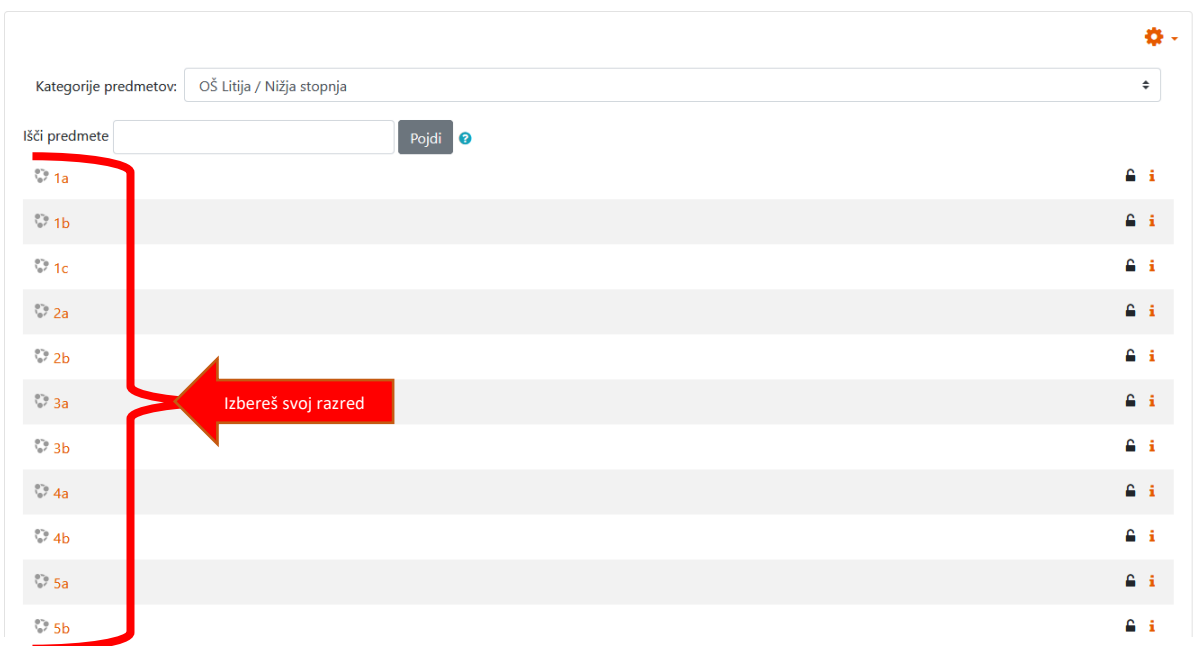 Kategorije predmetov: OŠ Litija / Nižja stopnja
Išči predmete Pojdi
1a
1b
1c
2a
2b
3a
Izbereš svoj razred
3b
4a
4b
5a
5b